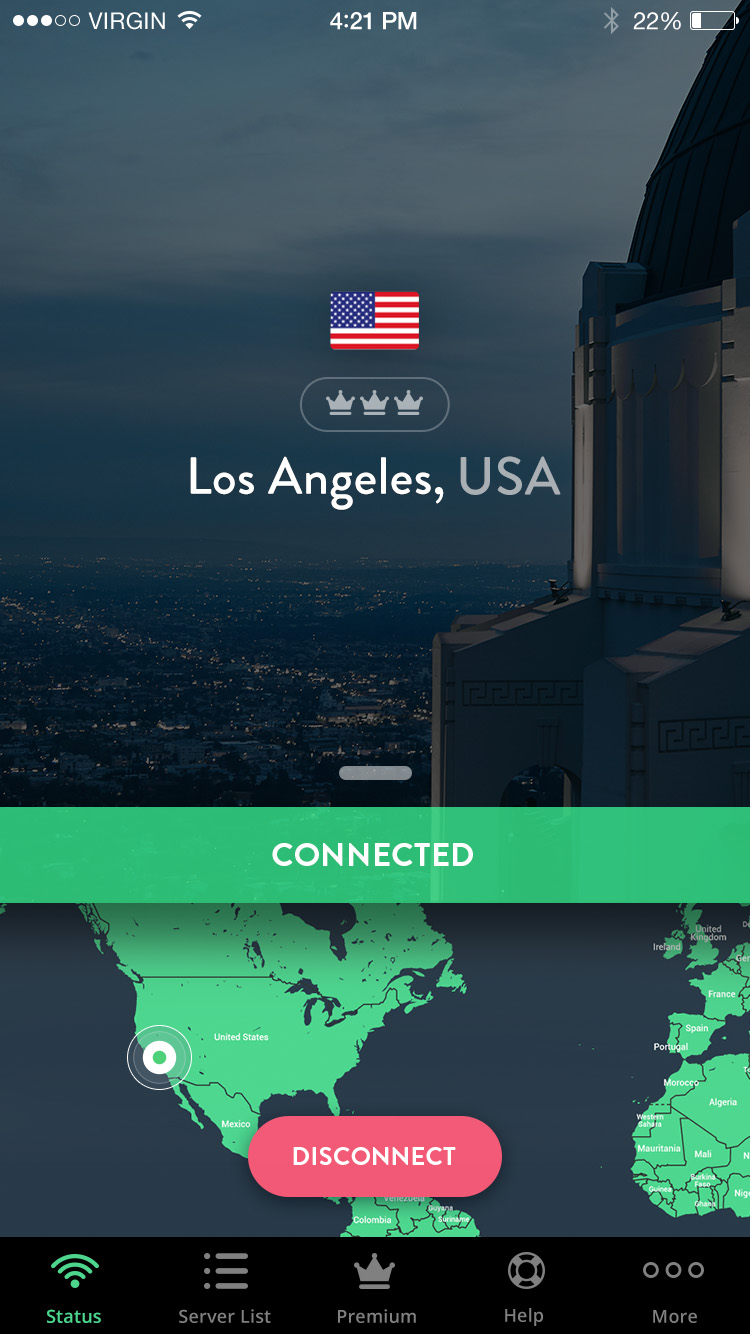 VIRGIN 4:21 PM 22%
Los Angeles, USA
CONNECTED
United
Kingdom
Ireland
France
Spain
Portugal
United States
Morocco
Algeria
Western
Sahara
Mexico
Mauritania
Mali
Burkina
Faso
Guinea
Ghana
DISCONNECT
Venezuela
Guyana
Colombia
Suriname
Status Server List Premium Help More